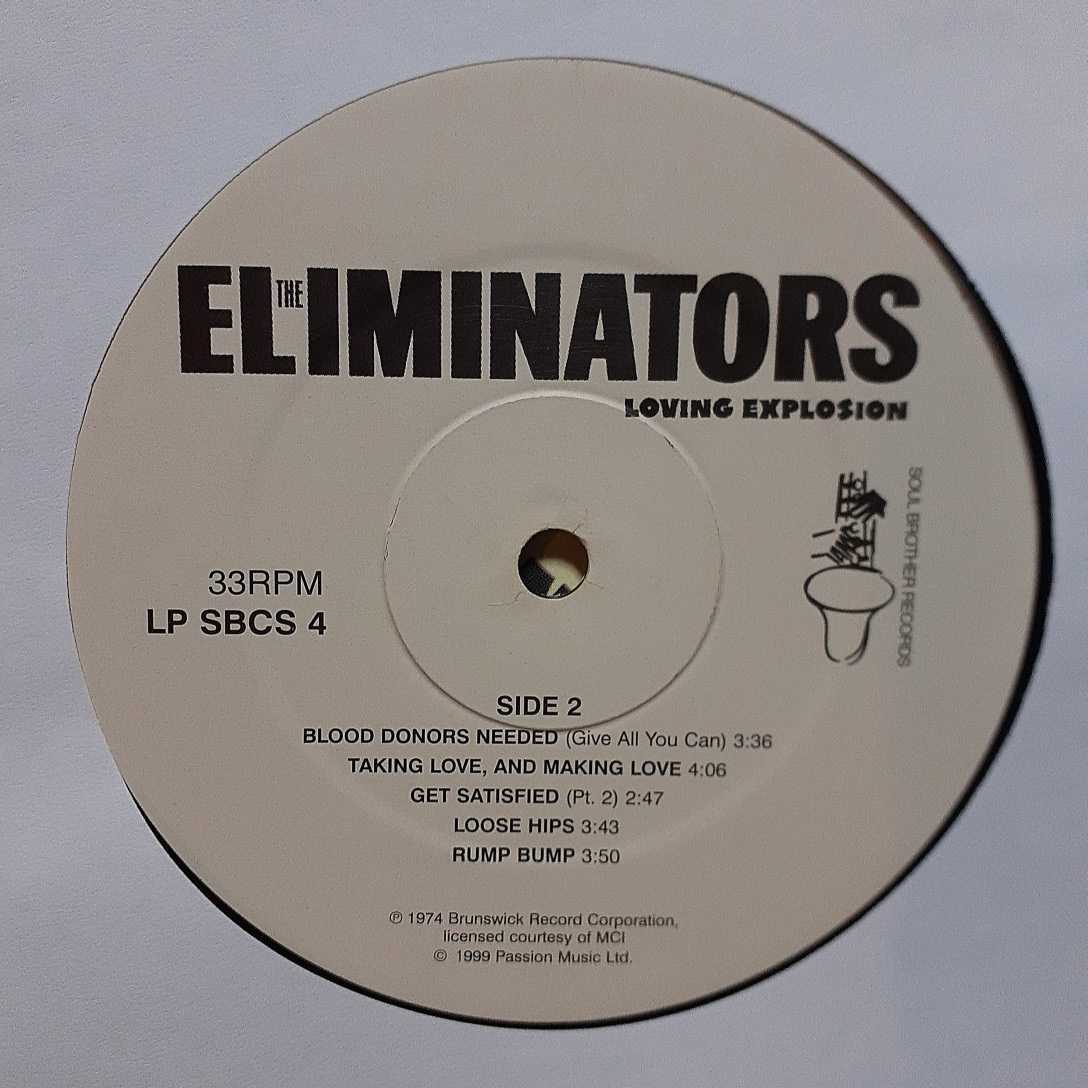 THE
ELIMINATORS
LOVING EXPLOSION
SOUL BROTHER RECORDS
33RPM
LP SBCS 4
SIDE 2
BLOOD DONORS NEEDED (Give All You Can) 3:36
TAKING LOVE, AND MAKING LOVE 4:06
GET SATISFIED (Pt. 2) 2:47
LOOSE HIPS 3:43
RUMP BUMP 3:50
℗ 1974 Brunswick Record Corporation,
licensed courtesy of MCI
© 1999 Passion Music Ltd.